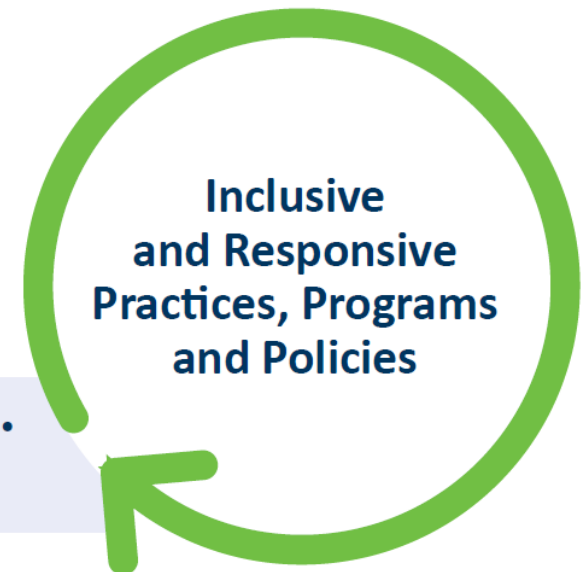 Inclusive
and Responsive
Practices, Programs
and Policies
.